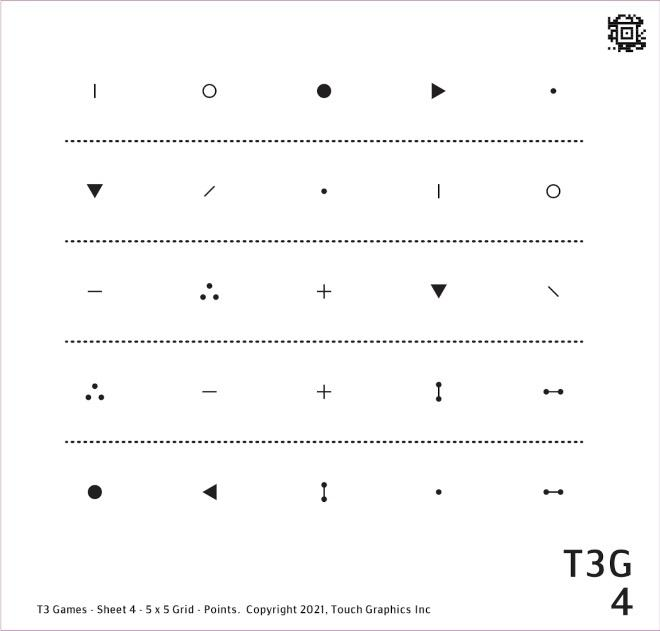 T3G
4
T3 Games - Sheet 4 - 5 x 5 Grid - Points.  Copyright 2021, Touch Graphics Inc